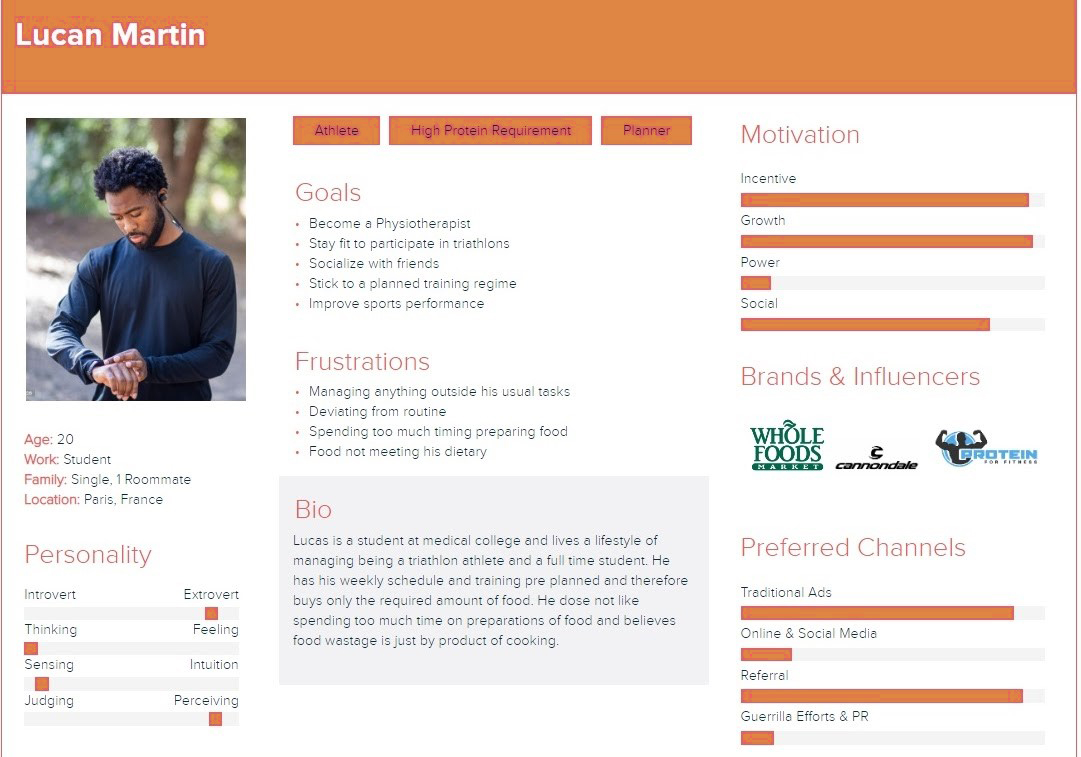 Lucan Martin
Athlete
High Protein Requirement
Planner
Age: 20
Work: Student
Family: Single, 1 Roommate
Location: Paris, France
Personality
Introvert Extrovert
Thinking Feeling
Sensing Intuition
Judging Perceiving
Goals
• Become a Physiotherapist
• Stay fit to participate in triathlons
• Socialize with friends
• Stick to a planned training regime
• Improve sports performance
Frustrations
• Managing anything outside his usual tasks
• Deviating from routine
• Spending too much timing preparing food
• Food not meeting his dietary
Bio
Lucas is a student at medical college and lives a lifestyle of
managing being a triathlon athlete and a full time student. He
has his weekly schedule and training pre planned and therefore
buys only the required amount of food. He dose not like
spending too much time on preparations of food and believes
food wastage is just by product of cooking.
Motivation
Incentive
Growth
Power
Social
Brands & Influencers
WHOLE
FOODS
MARKET
cannondale
PROTEIN
FOR FITNESS
Preferred Channels
Traditional Ads
Online & Social Media
Referral
Guerrilla Efforts & PR